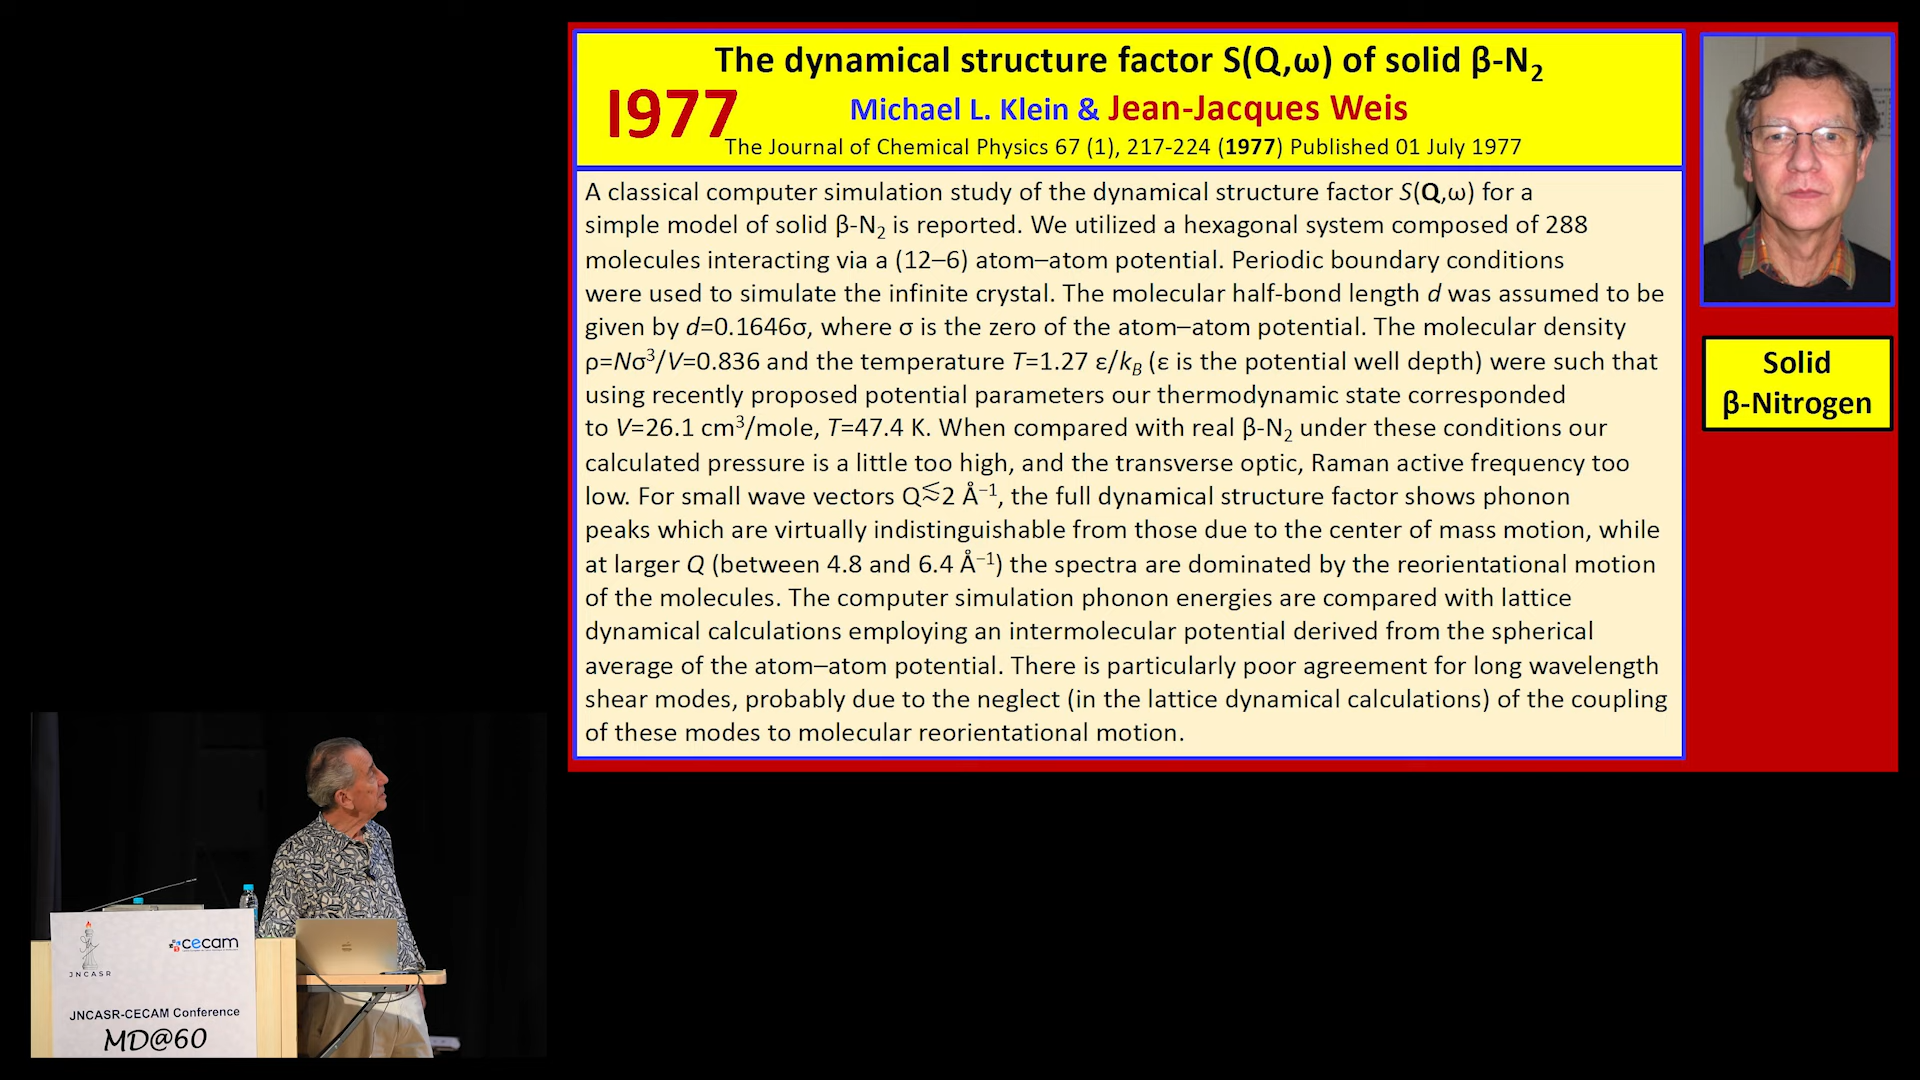 The dynamical structure factor S(Q,ω) of solid β-N₂
I977
Michael L. Klein & Jean-Jacques Weis
The Journal of Chemical Physics 67 (1), 217-224 (1977) Published 01 July 1977
A classical computer simulation study of the dynamical structure factor S(Q,ω) for a
simple model of solid β-N₂ is reported. We utilized a hexagonal system composed of 288
molecules interacting via a (12–6) atom–atom potential. Periodic boundary conditions
were used to simulate the infinite crystal. The molecular half-bond length d was assumed to be
given by d=0.1646σ, where σ is the zero of the atom–atom potential. The molecular density
ρ=Nσ³/V=0.836 and the temperature T=1.27 ε/k_B (ε is the potential well depth) were such that
using recently proposed potential parameters our thermodynamic state corresponded
to V=26.1 cm³/mole, T=47.4 K. When compared with real β-N₂ under these conditions our
calculated pressure is a little too high, and the transverse optic, Raman active frequency too
low. For small wave vectors Q≲2 Å⁻¹, the full dynamical structure factor shows phonon
peaks which are virtually indistinguishable from those due to the center of mass motion, while
at larger Q (between 4.8 and 6.4 Å⁻¹) the spectra are dominated by the reorientational motion
of the molecules. The computer simulation phonon energies are compared with lattice
dynamical calculations employing an intermolecular potential derived from the spherical
average of the atom–atom potential. There is particularly poor agreement for long wavelength
shear modes, probably due to the neglect (in the lattice dynamical calculations) of the coupling
of these modes to molecular reorientational motion.
Solid
β-Nitrogen
JNCASR
cecam
JNCASR-CECAM Conference
MD@60